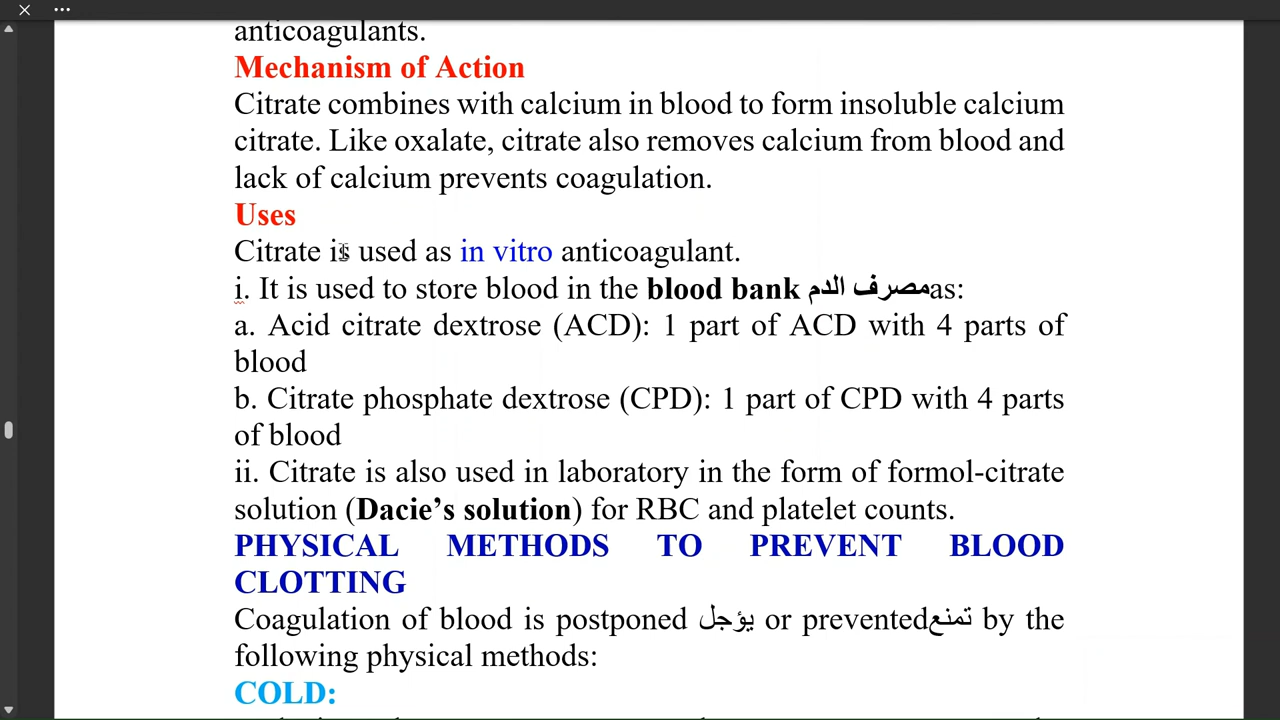 anticoagulants.
Mechanism of Action
Citrate combines with calcium in blood to form insoluble calcium
citrate. Like oxalate, citrate also removes calcium from blood and
lack of calcium prevents coagulation.
Uses
Citrate is used as in vitro anticoagulant.
i. It is used to store blood in the blood bank مصرف الدم as:
a. Acid citrate dextrose (ACD): 1 part of ACD with 4 parts of
blood
b. Citrate phosphate dextrose (CPD): 1 part of CPD with 4 parts
of blood
ii. Citrate is also used in laboratory in the form of formol-citrate
solution (Dacie’s solution) for RBC and platelet counts.
PHYSICAL METHODS TO PREVENT BLOOD
CLOTTING
Coagulation of blood is postponed يؤجل or prevented تمنع by the
following physical methods:
COLD: